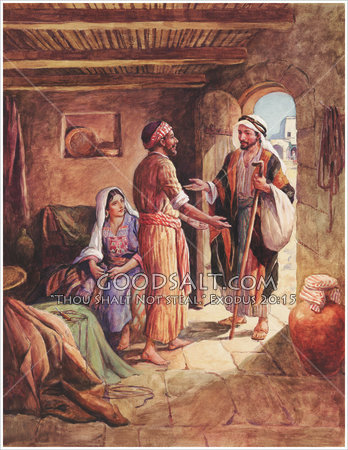 GOODSALT.COM
"THOU SHALT NOT STEAL," EXODUS 20:15